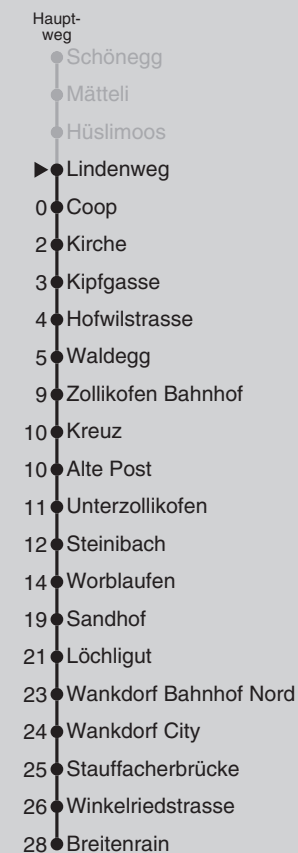 Haupt-
weg
Schönegg
Mätteli
Hüslimoos
Lindenweg
0 Coop
2 Kirche
3 Kipfgasse
4 Hofwilstrasse
5 Waldegg
9 Zollikofen Bahnhof
10 Kreuz
10 Alte Post
11 Unterzollikofen
12 Steinibach
14 Worblaufen
19 Sandhof
21 Löchligut
23 Wankdorf Bahnhof Nord
24 Wankdorf City
25 Stauffacherbrücke
26 Winkelriedstrasse
28 Breitenrain